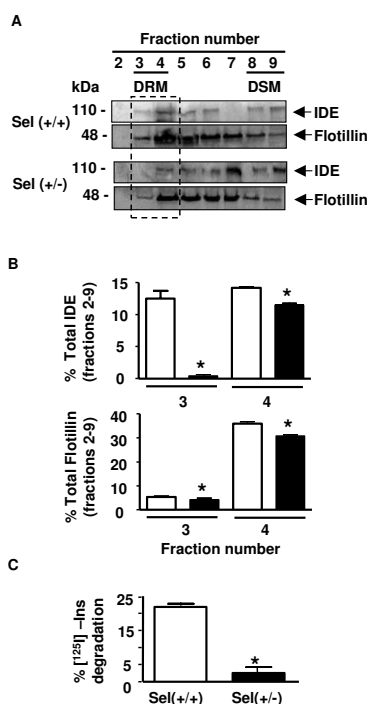 A
Fraction number
2 3 4 5 6 7 8 9
kDa DRM DSM
Sel (+/+)
110 - IDE
48 - Flotillin
Sel (+/-)
110 - IDE
48 - Flotillin
B
% Total IDE
(fractions 2-9)
15
10
5
0
*
*
3 4
% Total Flotillin
(fractions 2-9)
40
30
20
10
0
*
*
3 4
Fraction number
C
% [125I] –Ins
degradation
25
15
5
0
*
Sel(+/+) Sel(+/-)